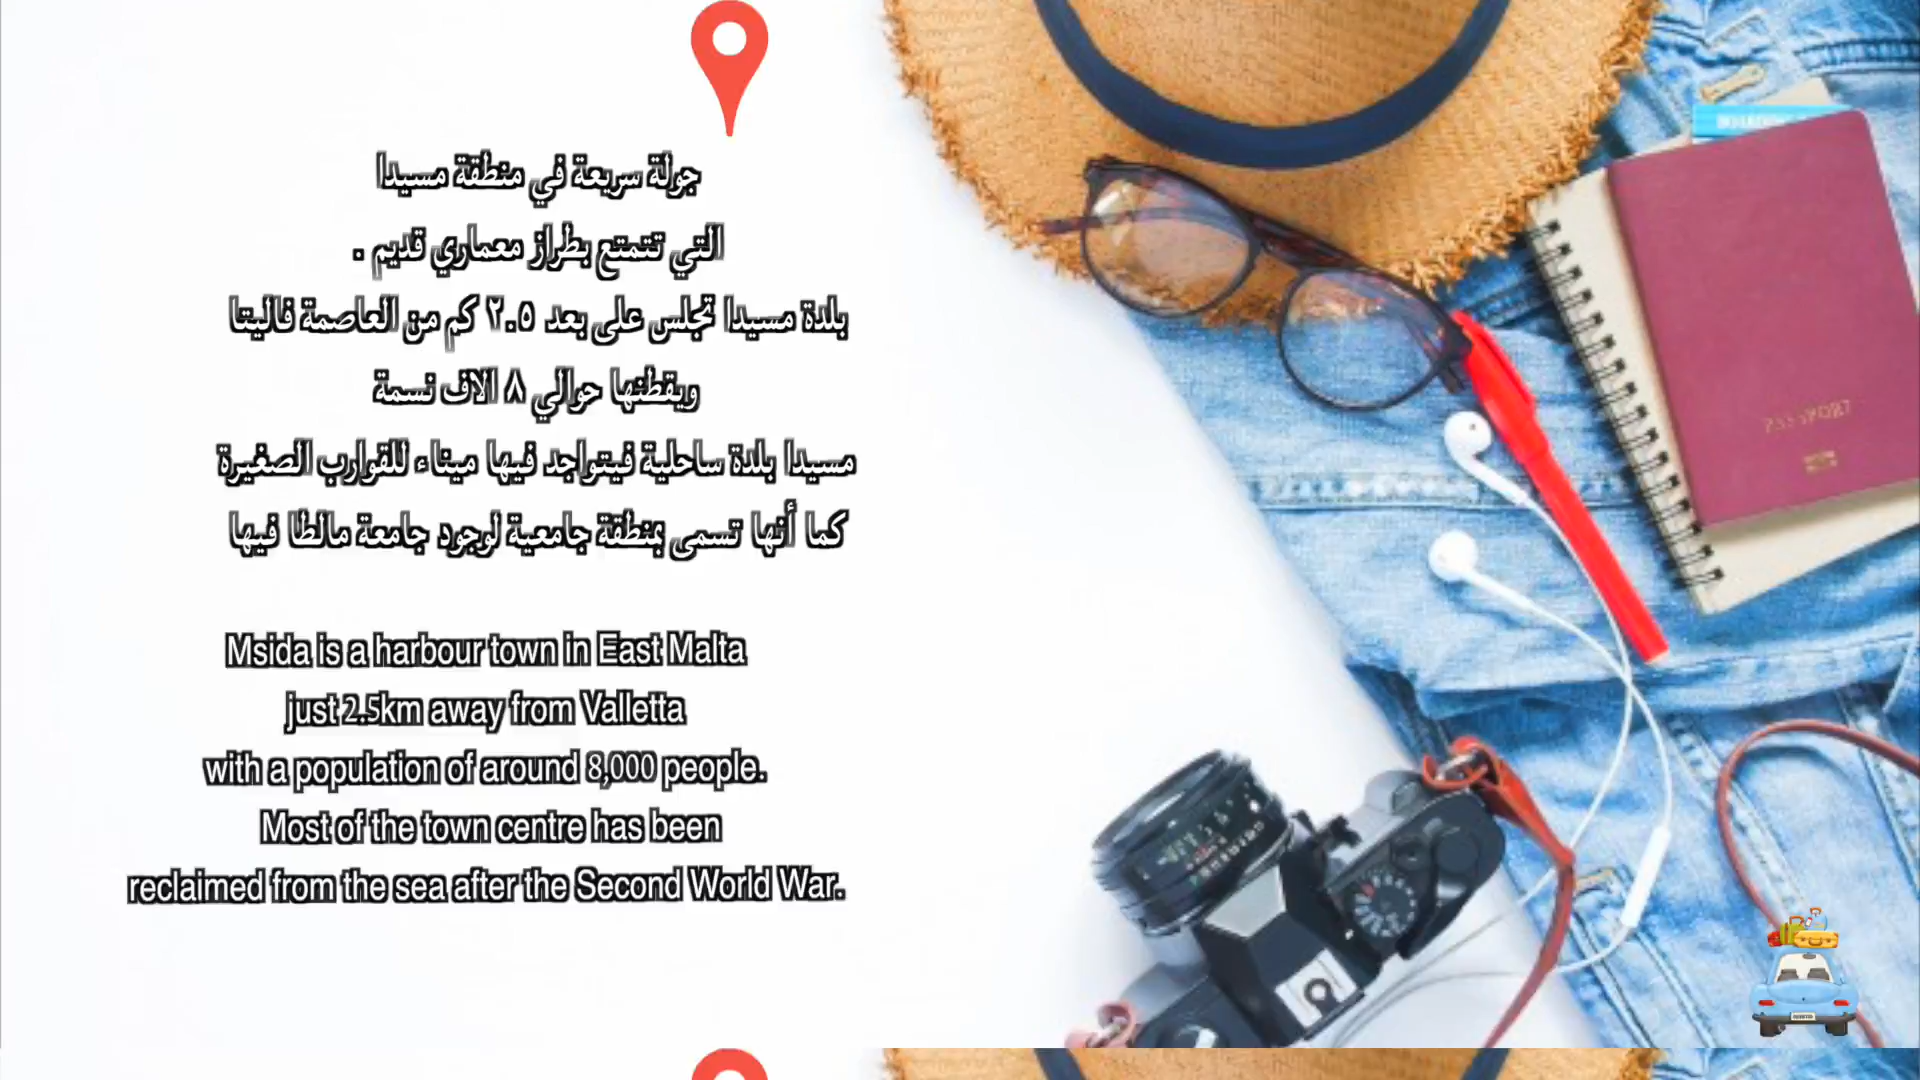 جولة سريعة في منطقة مسيدا
التي تتمتع بطراز معماري قديم .
بلدة مسيدا تجلس على بعد ٢.٥ كم من العاصمة فاليتا
ويقطنها حوالي ٨ الاف نسمة
مسيدا بلدة ساحلية فيتواجد فيها ميناء للقوارب الصغيرة
كما أنها تسمى بمنطقة جامعية لوجود جامعة مالطا فيها
Msida is a harbour town in East Malta
just 2.5km away from Valletta
with a population of around 8,000 people.
Most of the town centre has been
reclaimed from the sea after the Second World War.
PASSPORT